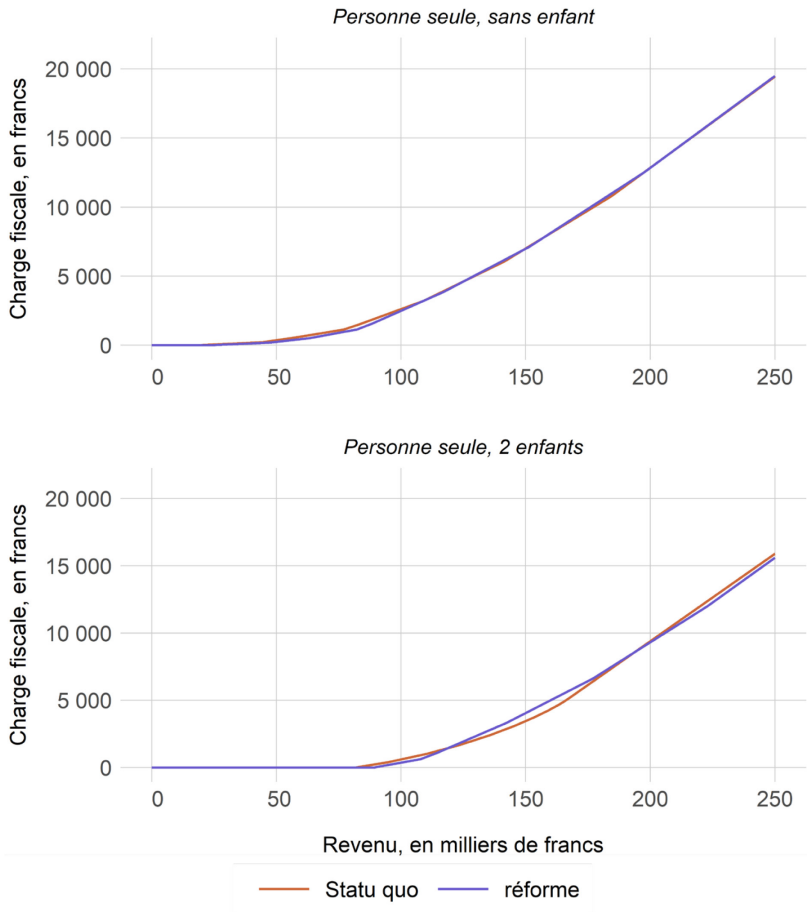 Personne seule, sans enfant
Charge fiscale, en francs
20 000
15 000
10 000
5 000
0
0 50 100 150 200 250
Personne seule, 2 enfants
Charge fiscale, en francs
20 000
15 000
10 000
5 000
0
0 50 100 150 200 250
Revenu, en milliers de francs
Statu quo réforme